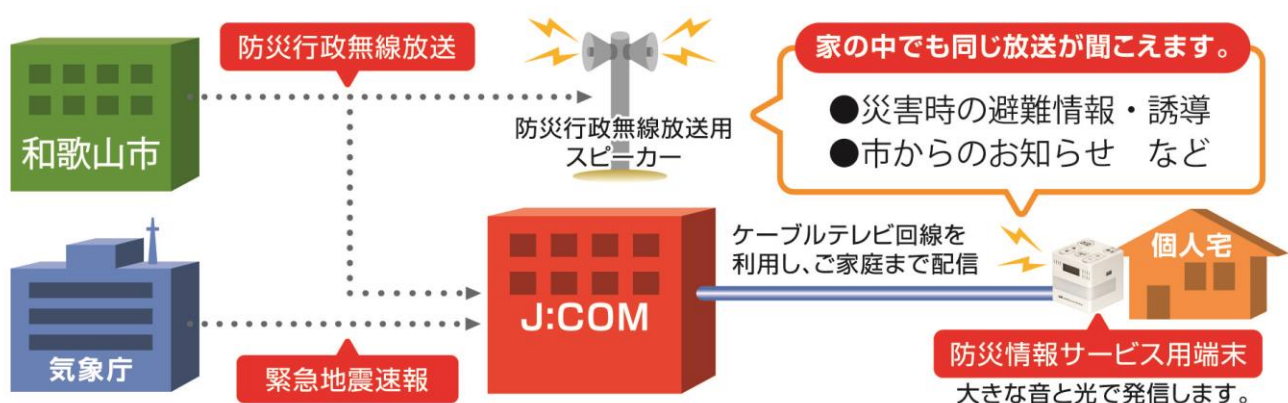 防災行政無線放送
和歌山市
防災行政無線放送用
スピーカー
家の中でも同じ放送が聞こえます。
●災害時の避難情報・誘導
●市からのお知らせ　など
気象庁
緊急地震速報
J:COM
ケーブルテレビ回線を
利用し、ご家庭まで配信
個人宅
防災情報サービス用端末
大きな音と光で発信します。